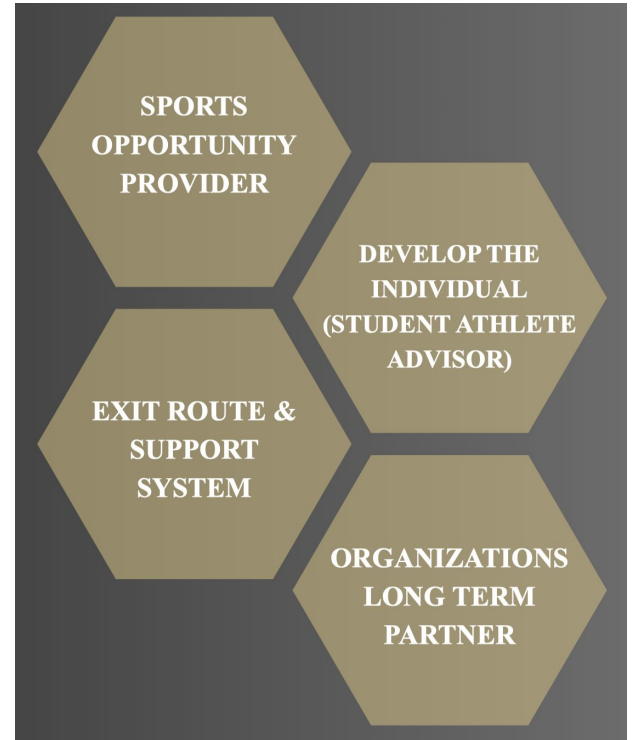 SPORTS
OPPORTUNITY
PROVIDER
DEVELOP THE
INDIVIDUAL
(STUDENT ATHLETE
ADVISOR)
EXIT ROUTE &
SUPPORT
SYSTEM
ORGANIZATIONS
LONG TERM
PARTNER